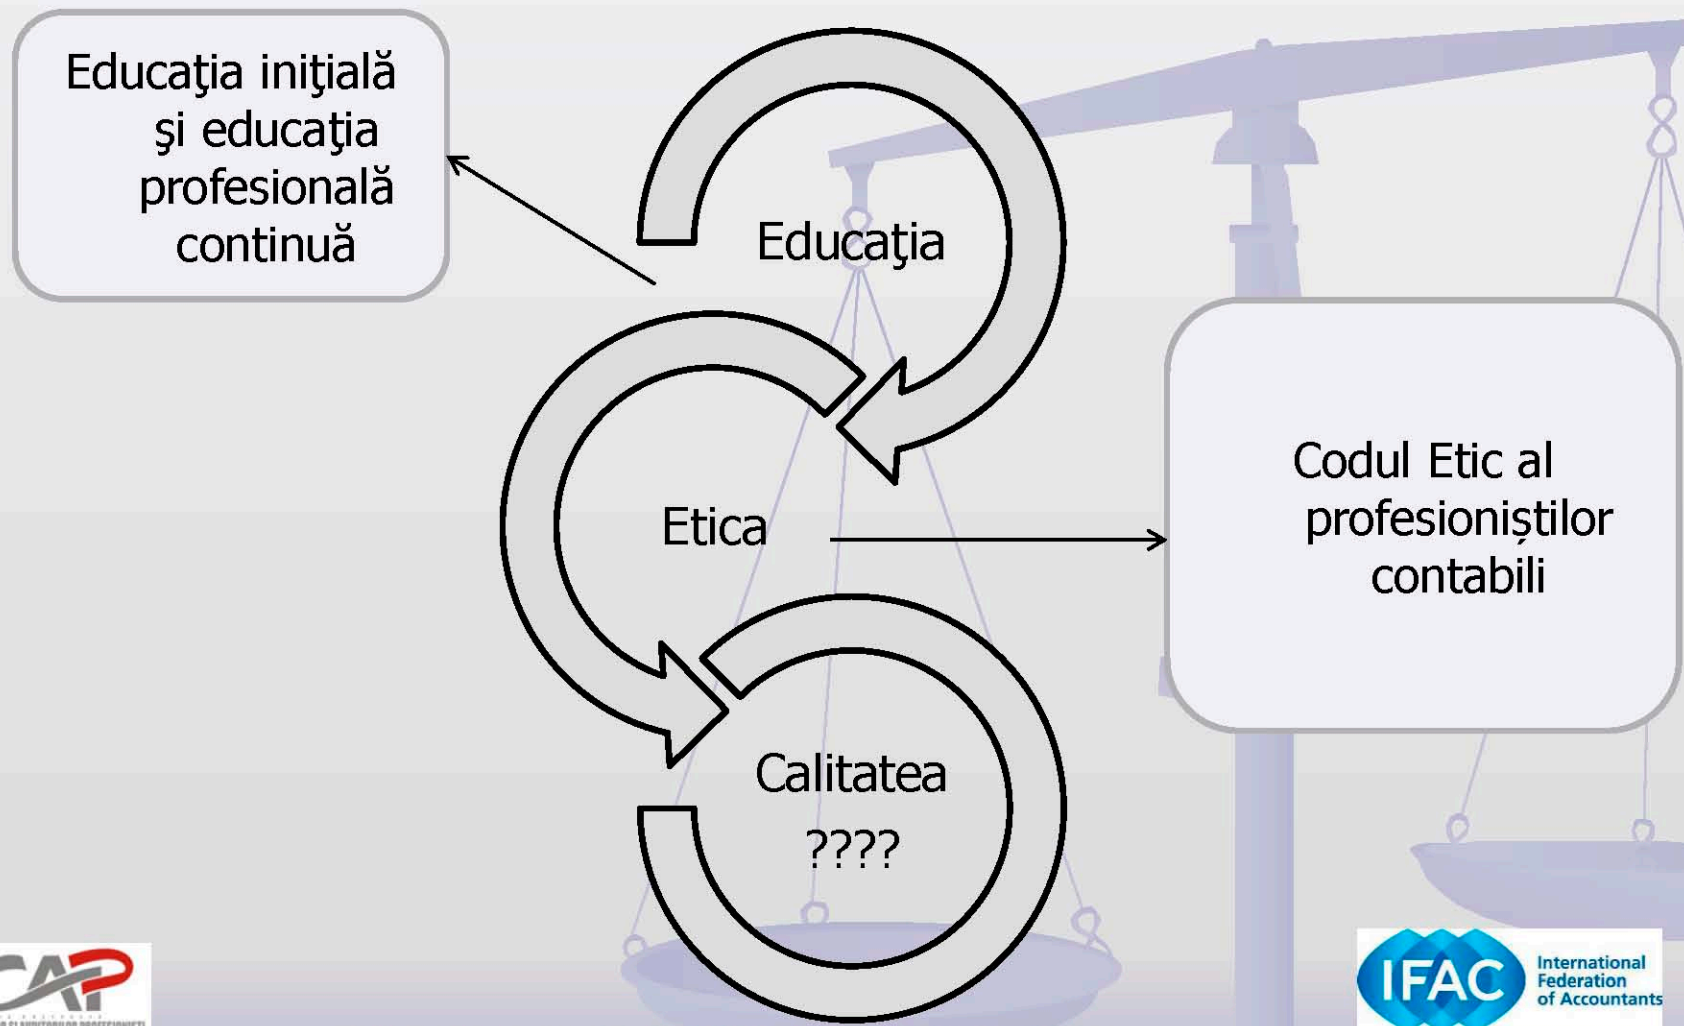 Educaţia iniţială
şi educaţia
profesională
continuă
Educaţia
Etica
Codul Etic al
profesioniștilor
contabili
Calitatea
????
CAP
IFAC
International
Federation
of Accountants